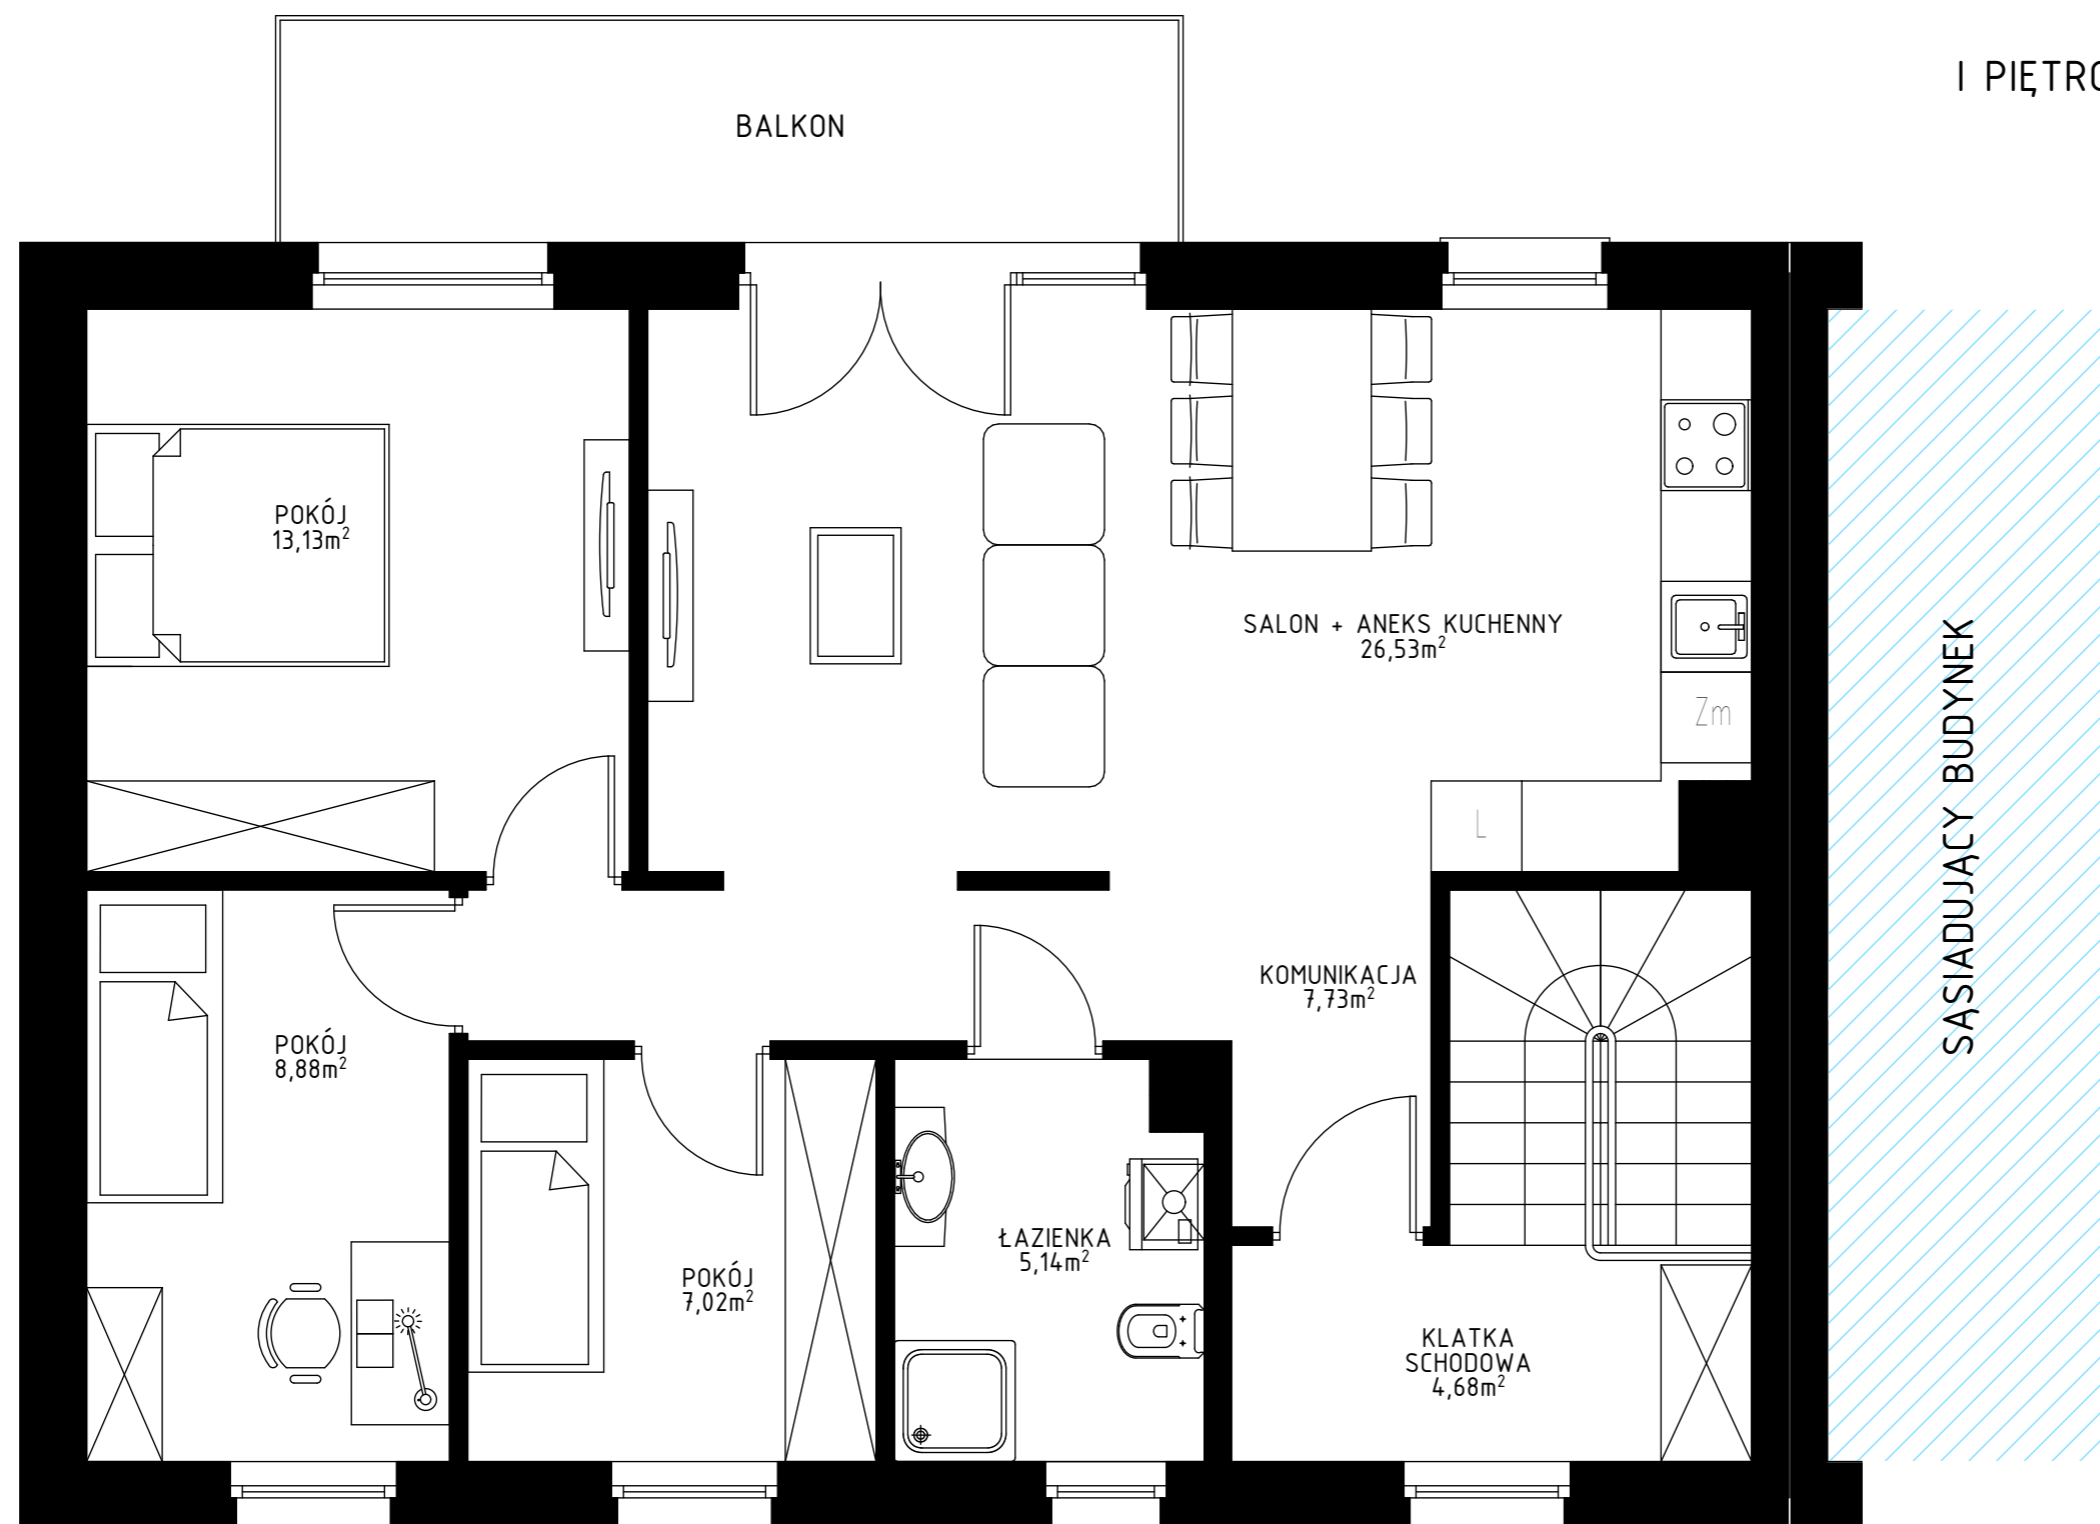 I PIĘTRO
BALKON
POKÓJ
13,13m²
SALON + ANEKS KUCHENNY
26,53m²
Zm
L
SĄSIADUJĄCY BUDYNEK
KOMUNIKACJA
7,73m²
POKÓJ
8,88m²
POKÓJ
7,02m²
ŁAZIENKA
5,14m²
KLATKA
SCHODOWA
4,68m²